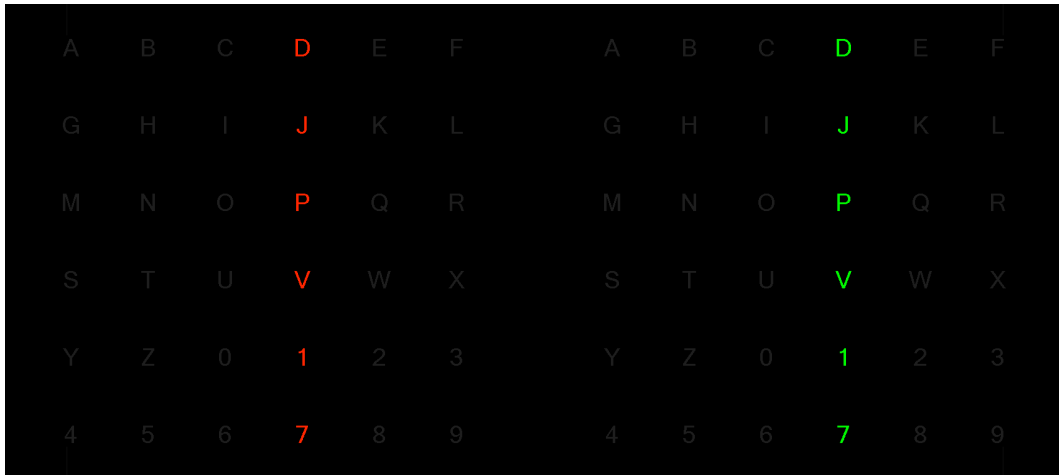 A B C D E F A B C D E F
G H I J K L G H I J K L
M N O P Q R M N O P Q R
S T U V W X S T U V W X
Y Z 0 1 2 3 Y Z 0 1 2 3
4 5 6 7 8 9 4 5 6 7 8 9